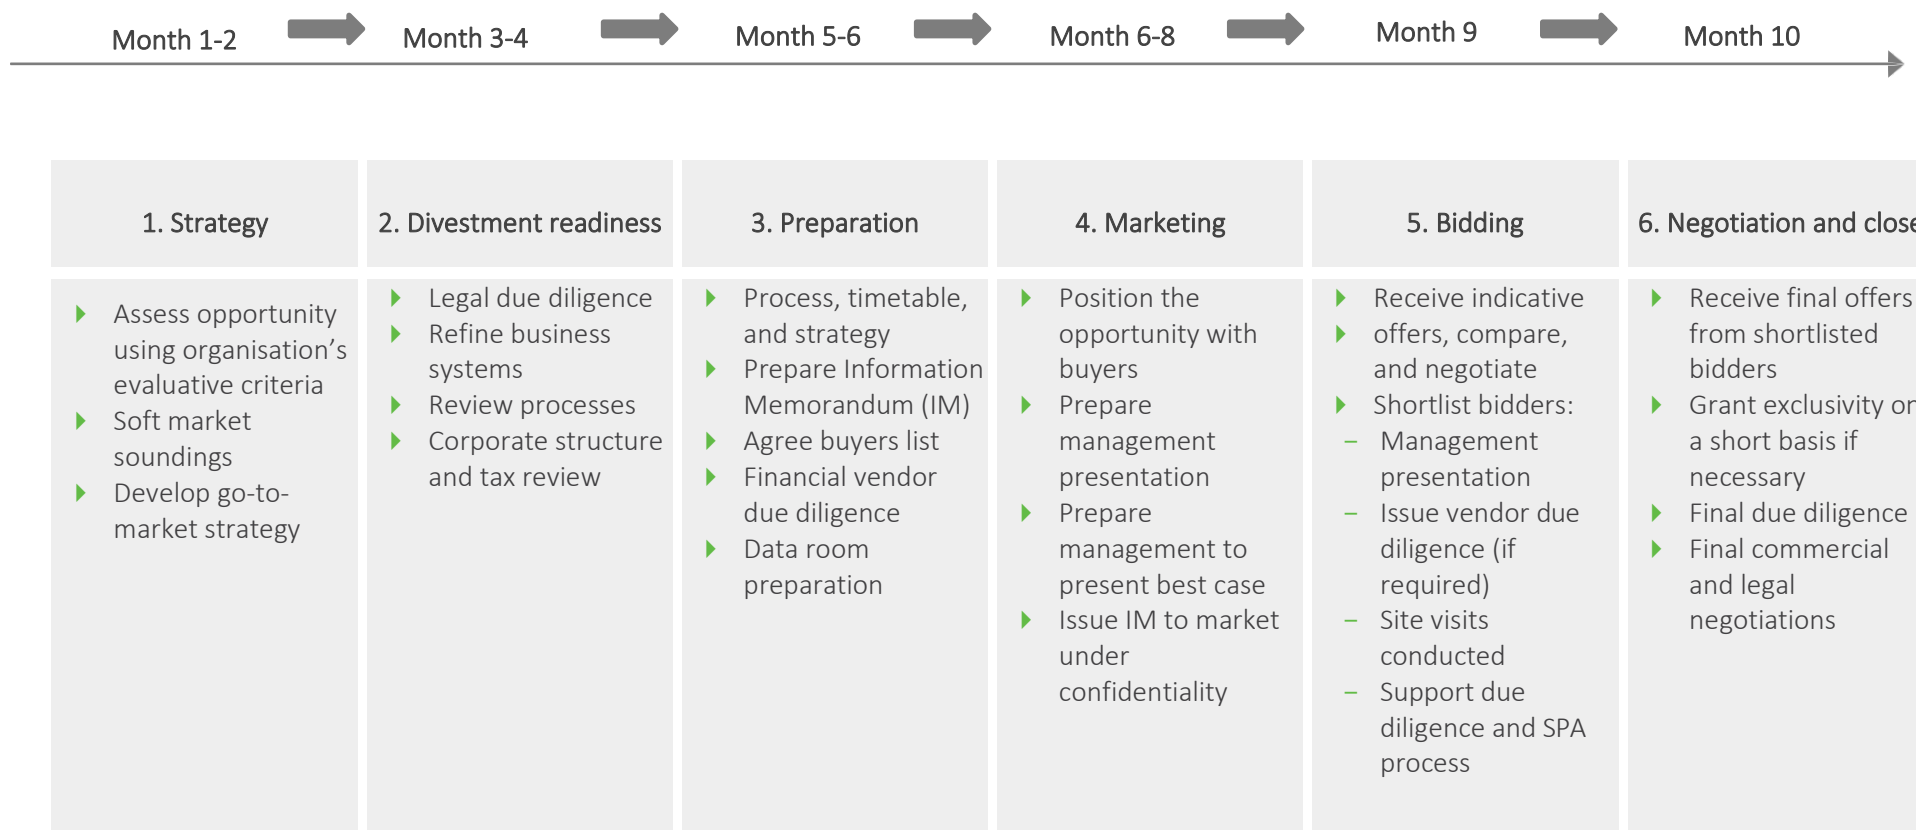 Month 1-2
Month 3-4
Month 5-6
Month 6-8
Month 9
Month 10
1. Strategy
Assess opportunity
using organisation’s
evaluative criteria
Soft market
soundings
Develop go-to-
market strategy
2. Divestment readiness
Legal due diligence
Refine business
systems
Review processes
Corporate structure
and tax review
3. Preparation
Process, timetable,
and strategy
Prepare Information
Memorandum (IM)
Agree buyers list
Financial vendor
due diligence
Data room
preparation
4. Marketing
Position the
opportunity with
buyers
Prepare
management
presentation
Prepare
management to
present best case
Issue IM to market
under
confidentiality
5. Bidding
Receive indicative
offers, compare,
and negotiate
Shortlist bidders:
– Management
presentation
– Issue vendor due
diligence (if
required)
– Site visits
conducted
– Support due
diligence and SPA
process
6. Negotiation and close
Receive final offers
from shortlisted
bidders
Grant exclusivity on
a short basis if
necessary
Final due diligence
Final commercial
and legal
negotiations